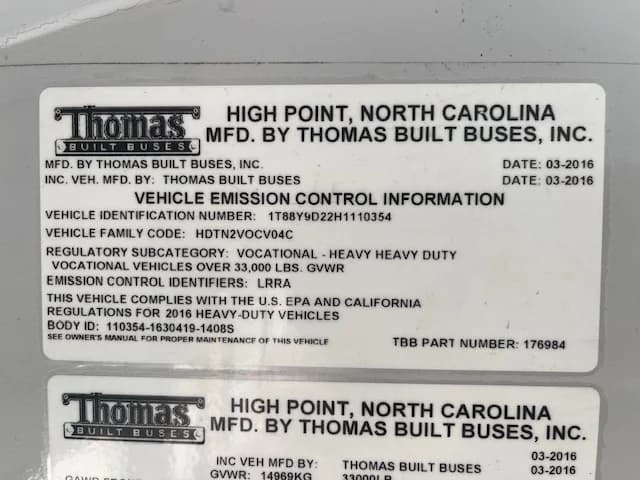 Thomas
BUILT BUSES
HIGH POINT, NORTH CAROLINA
MFD. BY THOMAS BUILT BUSES, INC.
MFD. BY THOMAS BUILT BUSES, INC. DATE: 03-2016
INC. VEH. MFD. BY: THOMAS BUILT BUSES DATE: 03-2016
VEHICLE EMISSION CONTROL INFORMATION
VEHICLE IDENTIFICATION NUMBER: 1T88Y9D22H1110354
VEHICLE FAMILY CODE: HDTN2VOCV04C
REGULATORY SUBCATEGORY: VOCATIONAL - HEAVY HEAVY DUTY
VOCATIONAL VEHICLES OVER 33,000 LBS. GVWR
EMISSION CONTROL IDENTIFIERS: LRRA
THIS VEHICLE COMPLIES WITH THE U.S. EPA AND CALIFORNIA
REGULATIONS FOR 2016 HEAVY-DUTY VEHICLES
BODY ID: 110354-1630419-1408S
SEE OWNER'S MANUAL FOR PROPER MAINTENANCE OF THIS VEHICLE TBB PART NUMBER: 176984
Thomas
BUILT BUSES
HIGH POINT, NORTH CAROLINA
MFD. BY THOMAS BUILT BUSES, INC.
INC VEH MFD BY: THOMAS BUILT BUSES 03-2016
GVWR: 14969KG 33000LB 03-2016